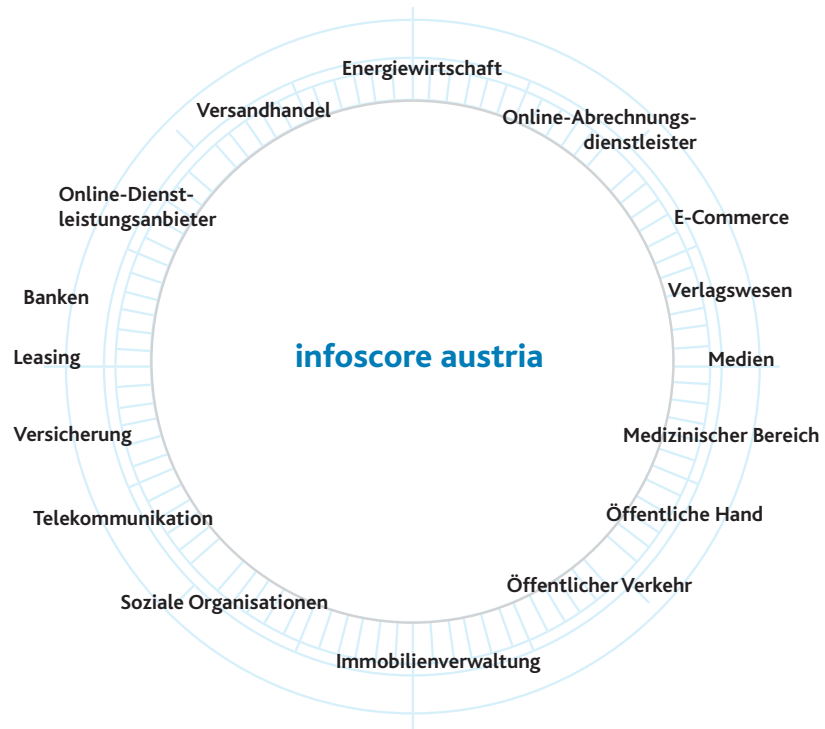 Energiewirtschaft
Versandhandel
Online-Abrechnungs-
dienstleister
Online-Dienst-
leistungsanbieter
E-Commerce
Banken
Verlagswesen
Leasing
infoscore austria
Medien
Versicherung
Medizinischer Bereich
Telekommunikation
Öffentliche Hand
Soziale Organisationen
Öffentlicher Verkehr
Immobilienverwaltung